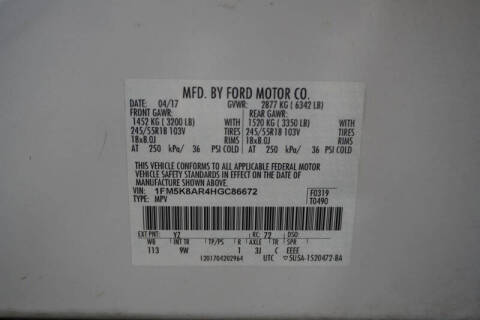 MFD. BY FORD MOTOR CO.
DATE: 04/17 GVWR: 2877 KG ( 6342 LB)
FRONT GAWR: REAR GAWR:
1452 KG ( 3200 LB) WITH 1520 KG ( 3350 LB) WITH
245/55R18 103V TIRES 245/55R18 103V TIRES
18x8.0J RIMS 18x8.0J RIMS
AT 250 kPa/ 36 PSI COLD AT 250 kPa/ 36 PSI COLD
THIS VEHICLE CONFORMS TO ALL APPLICABLE FEDERAL MOTOR
VEHICLE SAFETY STANDARDS IN EFFECT ON THE DATE OF
MANUFACTURE SHOWN ABOVE.
VIN: 1FM5K8AR4HGC86672 F0319
TYPE: MPV T0490
EXT PNT: YZ RC: 72 DSO:
WB INT TR TP/PS R AXLE TR SPR
113 9W 1 3J C EEEE
1201704202964 UTC 5U5A-1520472-BA